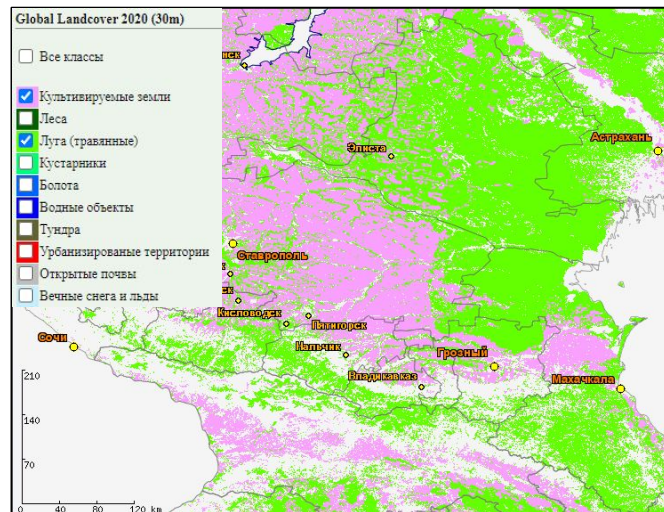 Global Landcover 2020 (30m)
Все классы
Культивируемые земли
Леса
Луга (травянные)
Кустарники
Болота
Водные объекты
Тундра
Урбанизированые территории
Открытые почвы
Вечные снега и льды
Элиста
Астрахань
Ставрополь
Кисловодск
Пятигорск
Сочи
Нальчик
Грозный
Владикавказ
Махачкала
210
140
70
0
0 40 80 120 km